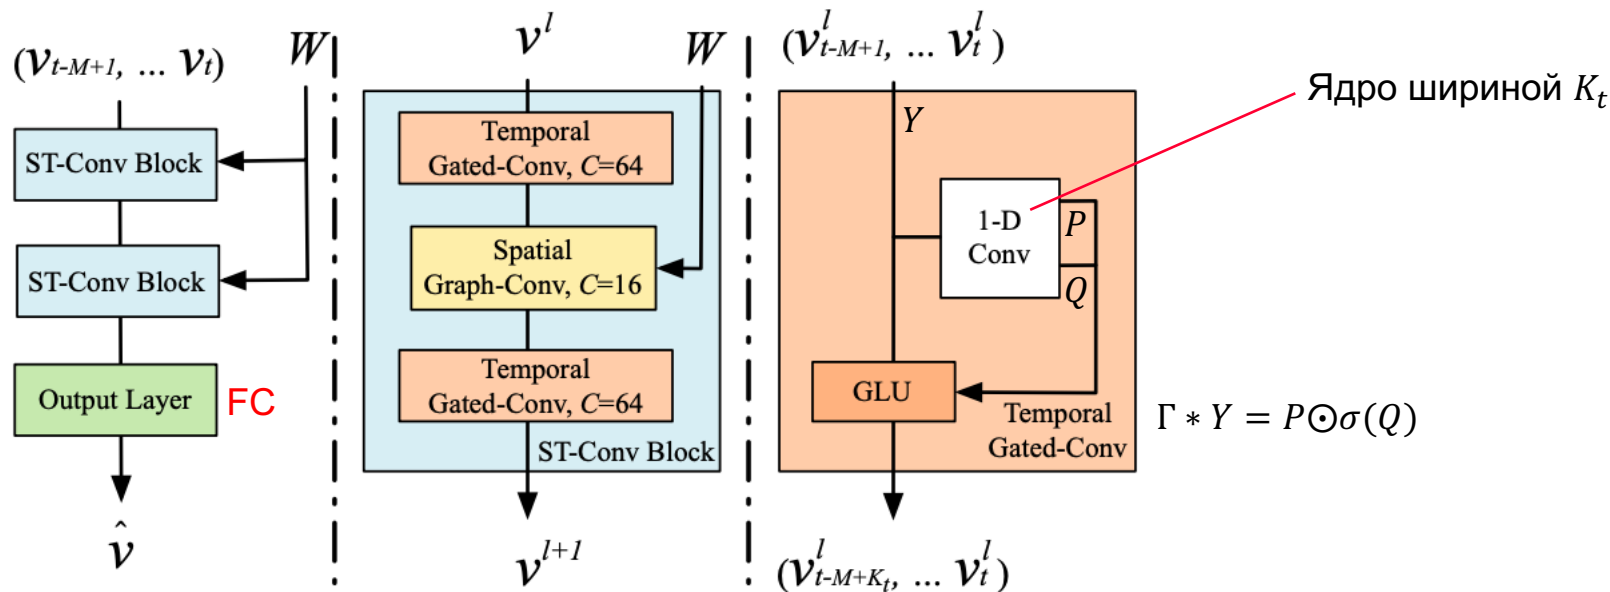 (v_{t-M+1}, ... v_t)
W
ST-Conv Block
ST-Conv Block
Output Layer
FC
v̂
v^l
W
Temporal
Gated-Conv, C=64
Spatial
Graph-Conv, C=16
Temporal
Gated-Conv, C=64
ST-Conv Block
v^{l+1}
(v^l_{t-M+1}, ... v^l_t)
Y
1-D
Conv
P
Q
GLU
Temporal
Gated-Conv
(v^l_{t-M+K_t}, ... v^l_t)
Ядро шириной K_t
Γ ∗ Y = P⊙σ(Q)